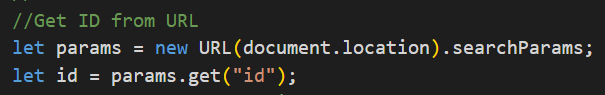 //Get ID from URL
let params = new URL(document.location).searchParams;
let id = params.get("id");